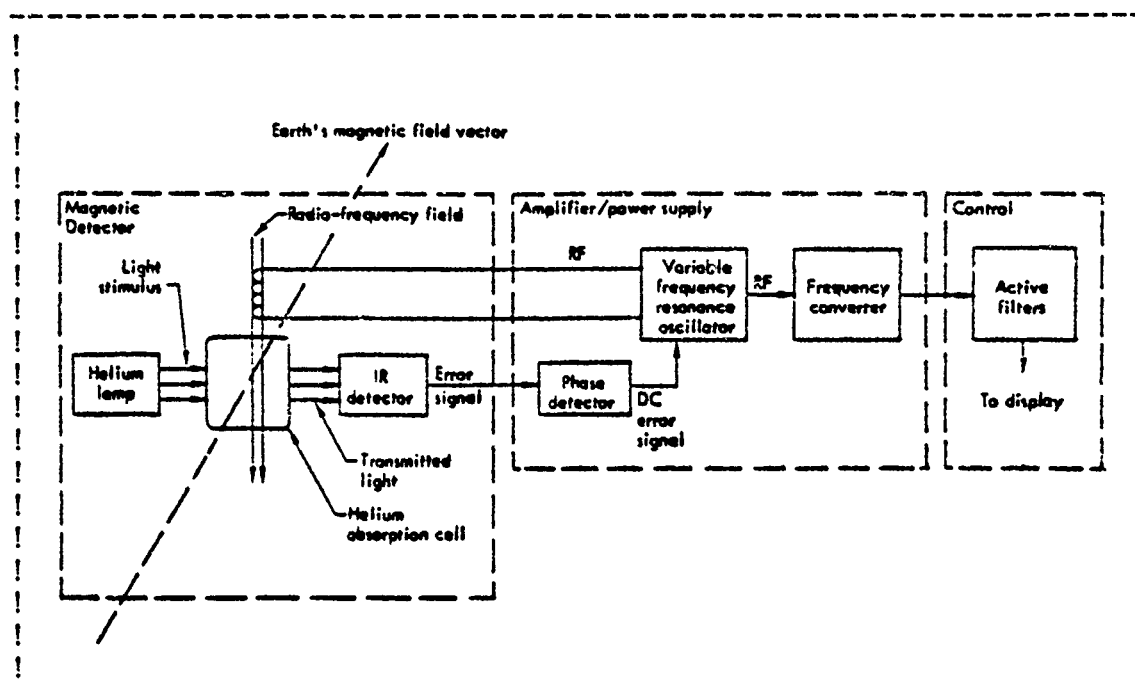 Earth's magnetic field vector
Magnetic
Detector
Radio-frequency field
Light
stimulus
Helium
lamp
IR
detector
Error
signal
Transmitted
light
Helium
absorption cell
Amplifier/power supply
RF
Variable
frequency
resonance
oscillator
RF
Frequency
converter
Phase
detector
DC
error
signal
Control
Active
filters
To display